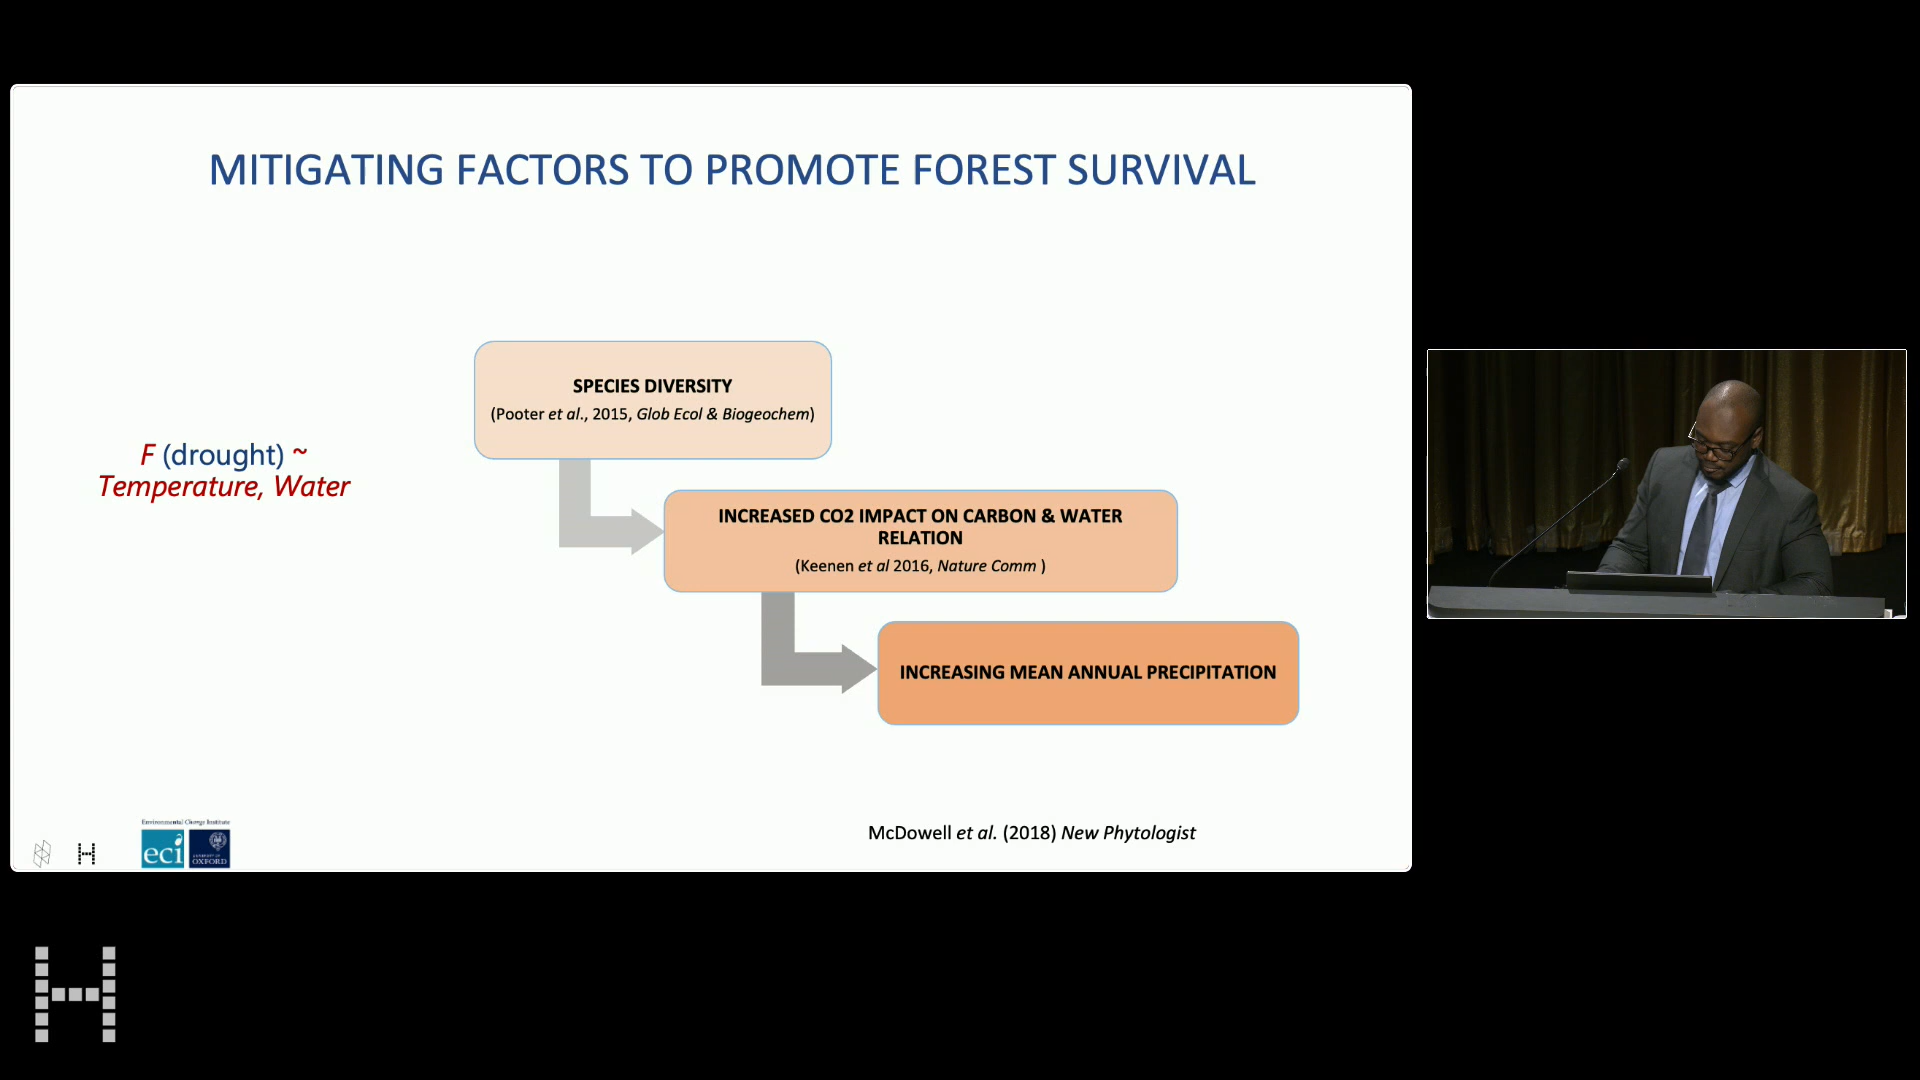 MITIGATING FACTORS TO PROMOTE FOREST SURVIVAL
SPECIES DIVERSITY
(Pooter et al., 2015, Glob Ecol & Biogeochem)
F (drought) ~
Temperature, Water
INCREASED CO2 IMPACT ON CARBON & WATER
RELATION
(Keenen et al 2016, Nature Comm )
INCREASING MEAN ANNUAL PRECIPITATION
McDowell et al. (2018) New Phytologist
Environmental Change Institute
eci
UNIVERSITY OF
OXFORD
H
H